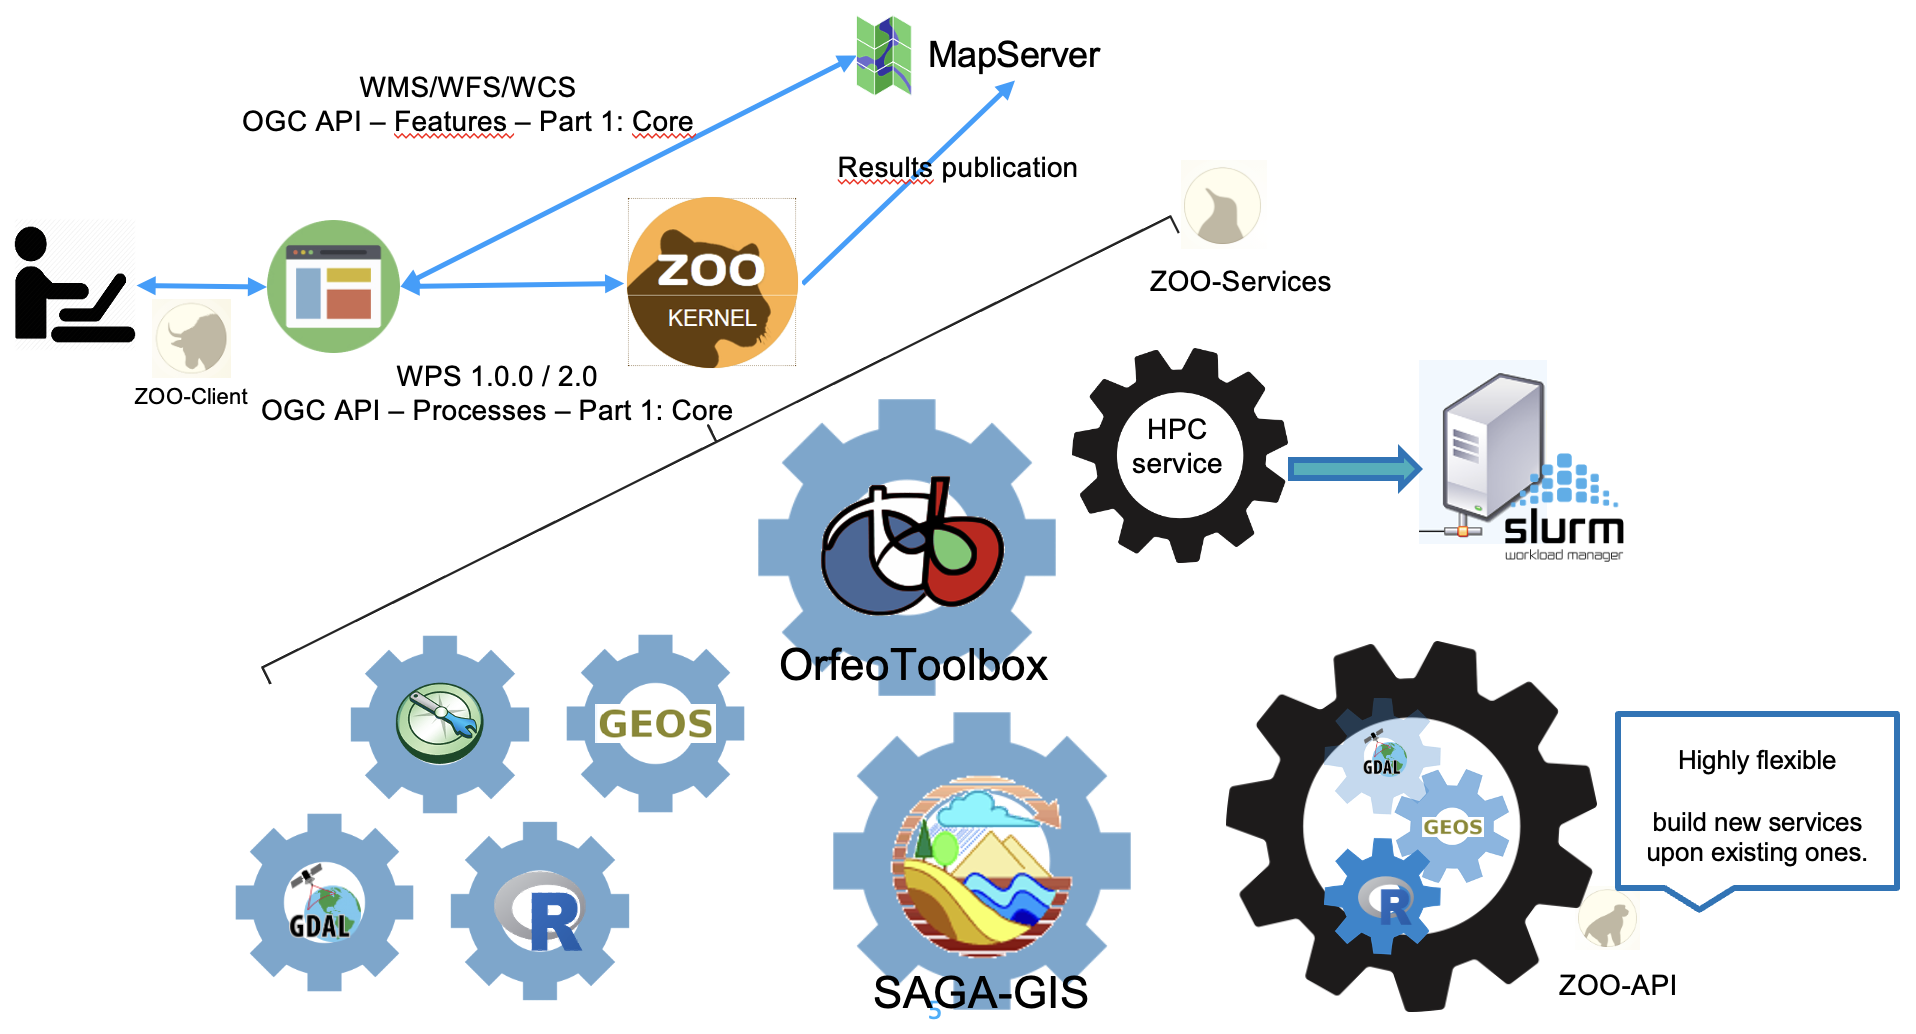 MapServer
WMS/WFS/WCS
OGC API – Features – Part 1: Core
Results publication
ZOO
KERNEL
ZOO-Services
ZOO-Client
WPS 1.0.0 / 2.0
OGC API – Processes – Part 1: Core
HPC
service
slurm
workload manager
OrfeoToolbox
GEOS
GDAL
R
SAGA-GIS
5
GDAL
GEOS
R
Highly flexible
build new services
upon existing ones.
ZOO-API